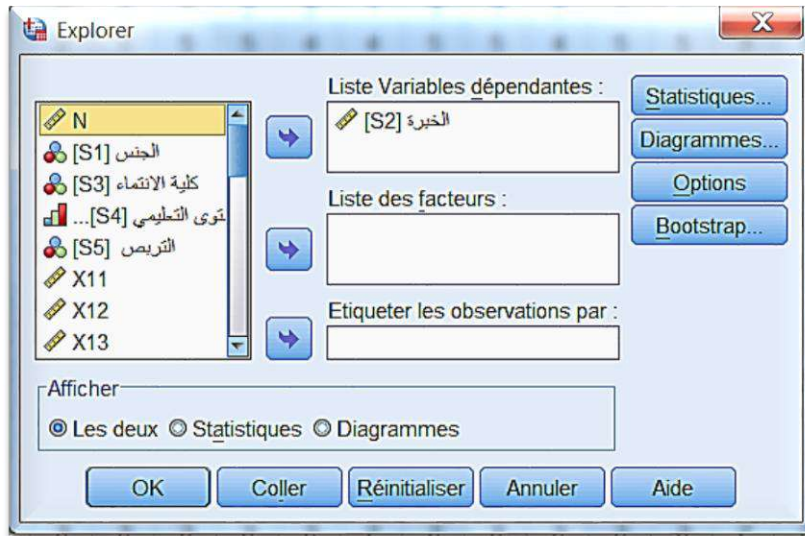 Explorer
N
الجنس [S1]
كلية الانتماء [S3]
توى التعليمي [S4]...
التربص [S5]
X11
X12
X13
Liste Variables dépendantes :
الخبرة [S2]
Liste des facteurs :
Etiqueter les observations par :
Statistiques...
Diagrammes...
Options
Bootstrap...
Afficher
Les deux Statistiques Diagrammes
OK Coller Réinitialiser Annuler Aide